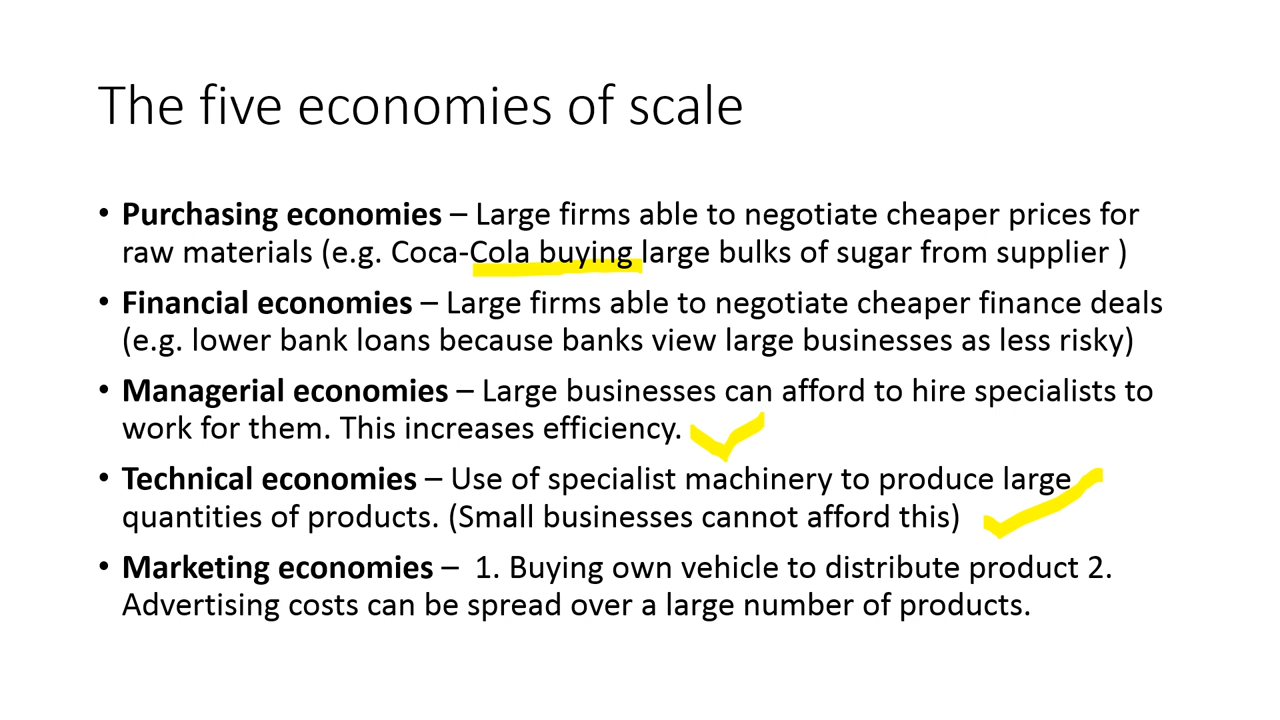 The five economies of scale
• Purchasing economies – Large firms able to negotiate cheaper prices for
raw materials (e.g. Coca-Cola buying large bulks of sugar from supplier )
• Financial economies – Large firms able to negotiate cheaper finance deals
(e.g. lower bank loans because banks view large businesses as less risky)
• Managerial economies – Large businesses can afford to hire specialists to
work for them. This increases efficiency.
• Technical economies – Use of specialist machinery to produce large
quantities of products. (Small businesses cannot afford this)
• Marketing economies –  1. Buying own vehicle to distribute product 2.
Advertising costs can be spread over a large number of products.